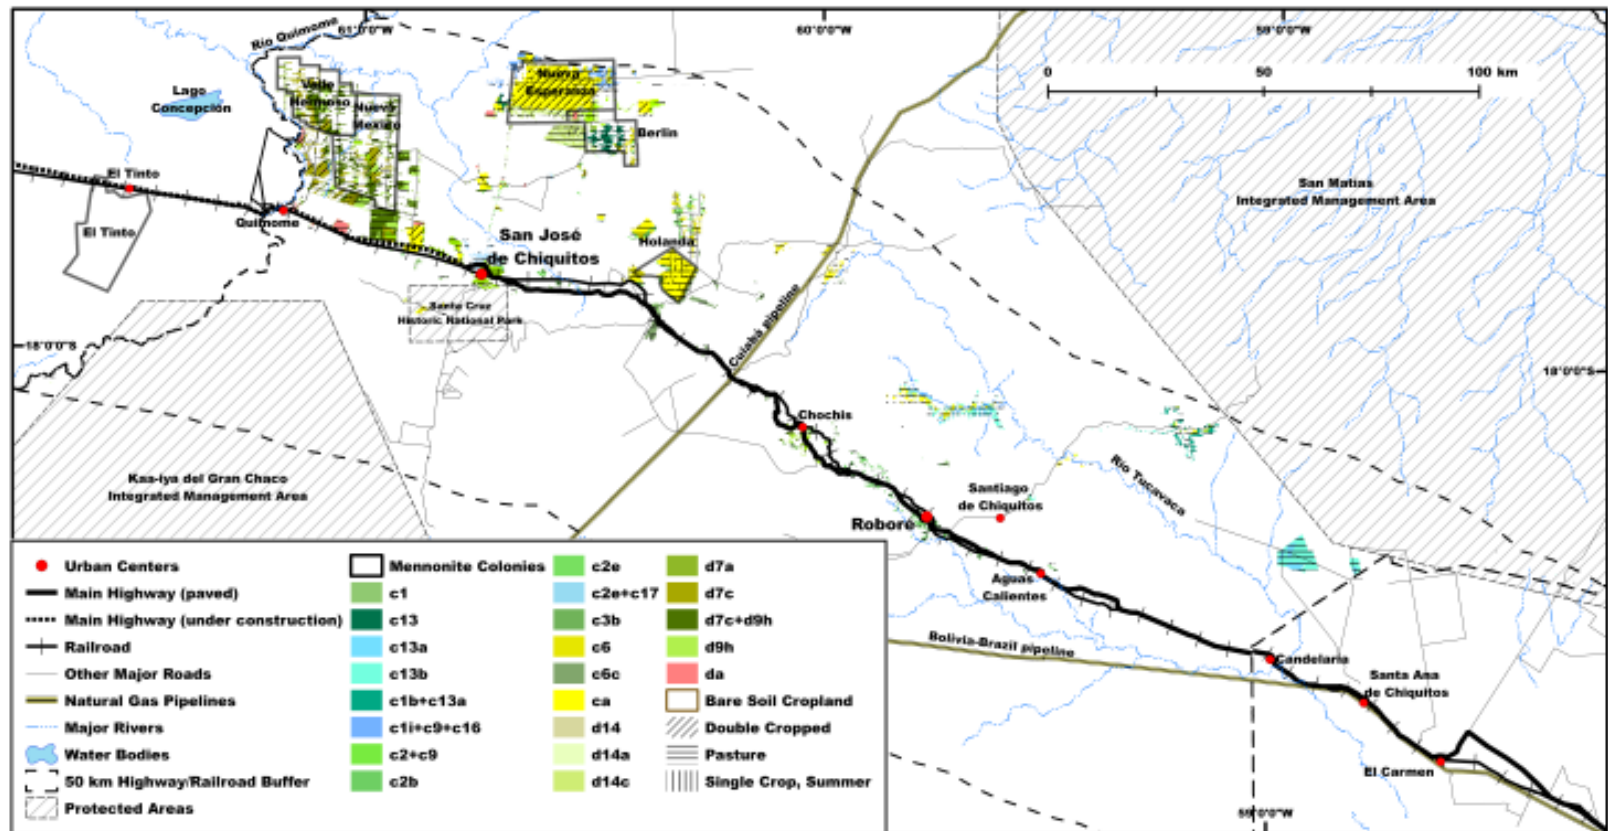 Rio Quimome
61°0'0"W
60°0'0"W
59°0'0"W
0
50
100 km
Lago
Concepción
Valle
Hermoso
Nuevo
Mexico
Nueva
Esperanza
Berlin
El Tinto
El Tinto
Quimome
San José
de Chiquitos
Holanda
San Matias
Integrated Management Area
Santa Cruz
Historic National Park
Cuiabá pipeline
18°0'0"S
18°0'0"S
Chochis
Kaa-iya del Gran Chaco
Integrated Management Area
Santiago
de Chiquitos
Rio Tucavaca
Roboré
Aguas
Calientes
Bolivia-Brazil pipeline
Candelaria
Santa Ana
de Chiquitos
El Carmen
59°0'0"W
Urban Centers
Main Highway (paved)
Main Highway (under construction)
Railroad
Other Major Roads
Natural Gas Pipelines
Major Rivers
Water Bodies
50 km Highway/Railroad Buffer
Protected Areas
Mennonite Colonies
c1
c13
c13a
c13b
c1b+c13a
c1i+c9+c16
c2+c9
c2b
c2e
c2e+c17
c3b
c6
c6c
ca
d14
d14a
d14c
d7a
d7c
d7c+d9h
d9h
da
Bare Soil Cropland
Double Cropped
Pasture
Single Crop, Summer